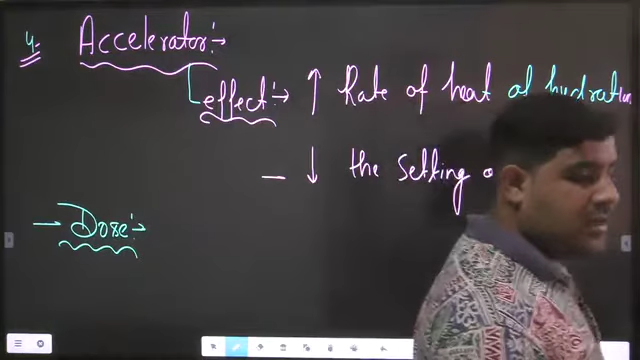 4- Accelerator:→
effect:→ ↑ Rate of heat of hydration
— ↓ the Setting
→ Dose:→